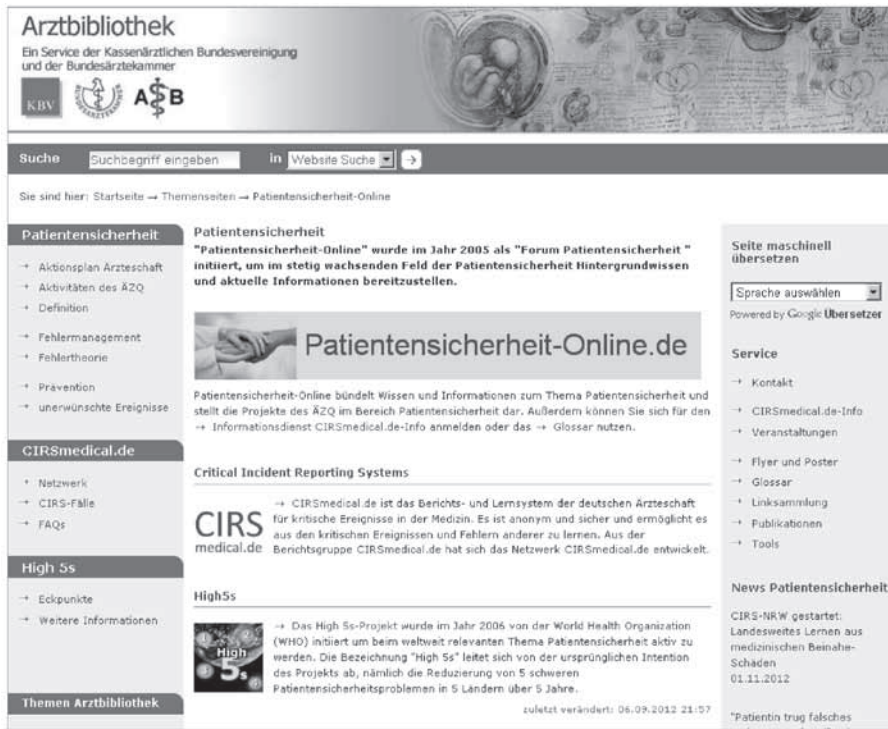 Arztbibliothek
Ein Service der Kassenärztlichen Bundesvereinigung
und der Bundesärztekammer
KBV
BUNDESÄRZTEKAMMER
A B
Suche
Suchbegriff eingeben
in
Website Suche
Sie sind hier: Startseite → Themenseiten → Patientensicherheit-Online
Patientensicherheit
→ Aktionsplan Ärzteschaft
→ Aktivitäten des ÄZQ
→ Definition
→ Fehlermanagement
→ Fehlertheorie
→ Prävention
→ unerwünschte Ereignisse
CIRSmedical.de
→ Netzwerk
→ CIRS-Fälle
→ FAQs
High 5s
→ Eckpunkte
→ Weitere Informationen
Themen Arztbibliothek
Patientensicherheit
"Patientensicherheit-Online" wurde im Jahr 2005 als "Forum Patientensicherheit "
initiiert, um im stetig wachsenden Feld der Patientensicherheit Hintergrundwissen
und aktuelle Informationen bereitzustellen.
Patientensicherheit-Online.de
Patientensicherheit-Online bündelt Wissen und Informationen zum Thema Patientensicherheit und
stellt die Projekte des ÄZQ im Bereich Patientensicherheit dar. Außerdem können Sie sich für den
→ Informationsdienst CIRSmedical.de-Info anmelden oder das → Glossar nutzen.
Critical Incident Reporting Systems
CIRS
medical.de
→ CIRSmedical.de ist das Berichts- und Lernsystem der deutschen Ärzteschaft
für kritische Ereignisse in der Medizin. Es ist anonym und sicher und ermöglicht es
aus den kritischen Ereignissen und Fehlern anderer zu lernen. Aus der
Berichtsgruppe CIRSmedical.de hat sich das Netzwerk CIRSmedical.de entwickelt.
High5s
High
5s
→ Das High 5s-Projekt wurde im Jahr 2006 von der World Health Organization
(WHO) initiiert um beim weltweit relevanten Thema Patientensicherheit aktiv zu
werden. Die Bezeichnung "High 5s" leitet sich von der ursprünglichen Intention
des Projekts ab, nämlich die Reduzierung von 5 schweren
Patientensicherheitsproblemen in 5 Ländern über 5 Jahre.
zuletzt verändert: 06.09.2012 21:57
Seite maschinell
übersetzen
Sprache auswählen
Powered by Google Übersetzer
Service
→ Kontakt
→ CIRSmedical.de-Info
→ Veranstaltungen
→ Flyer und Poster
→ Glossar
→ Linksammlung
→ Publikationen
→ Tools
News Patientensicherheit
CIRS-NRW gestartet:
Landesweites Lernen aus
medizinischen Beinahe-
Schäden
01.11.2012
"Patientin trug falsches